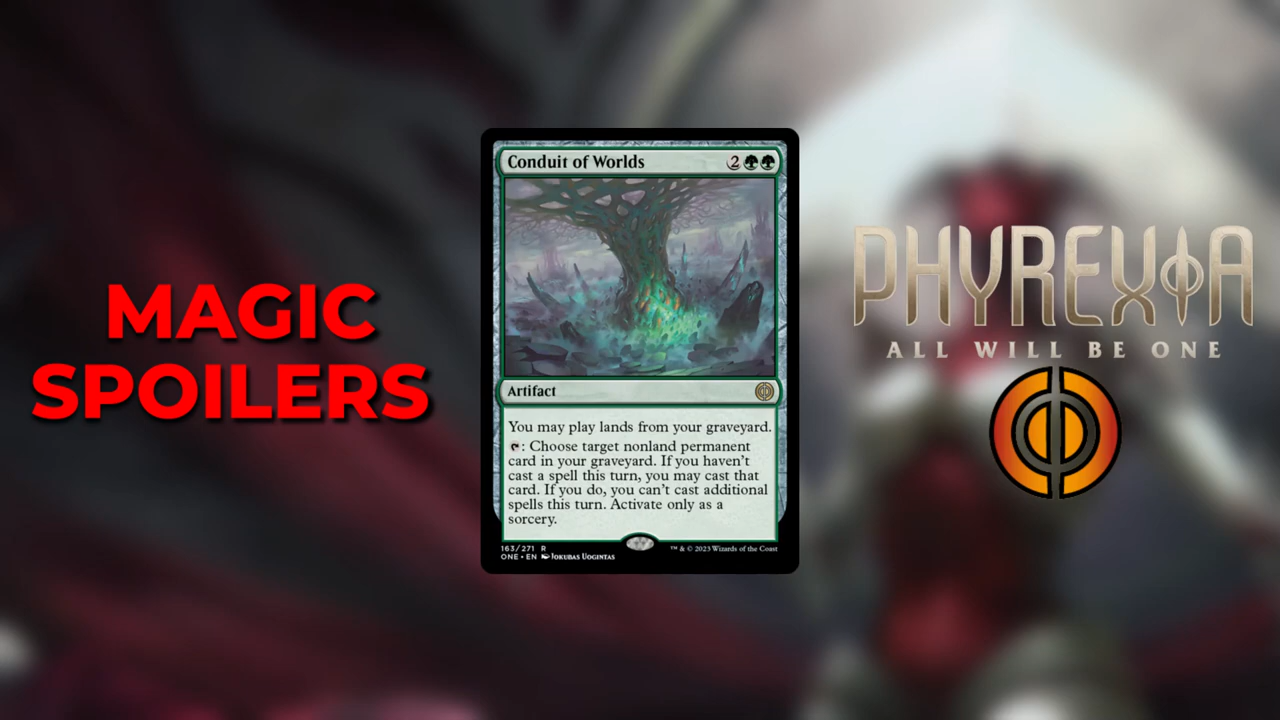 MAGIC
SPOILERS
Conduit of Worlds 2
Artifact
You may play lands from your graveyard.
: Choose target nonland permanent
card in your graveyard. If you haven't
cast a spell this turn, you may cast that
card. If you do, you can't cast additional
spells this turn. Activate only as a
sorcery.
163/271 R
ONE • EN Jokubas Uogintas
™ & © 2023 Wizards of the Coast
PHYREXIA
ALL WILL BE ONE